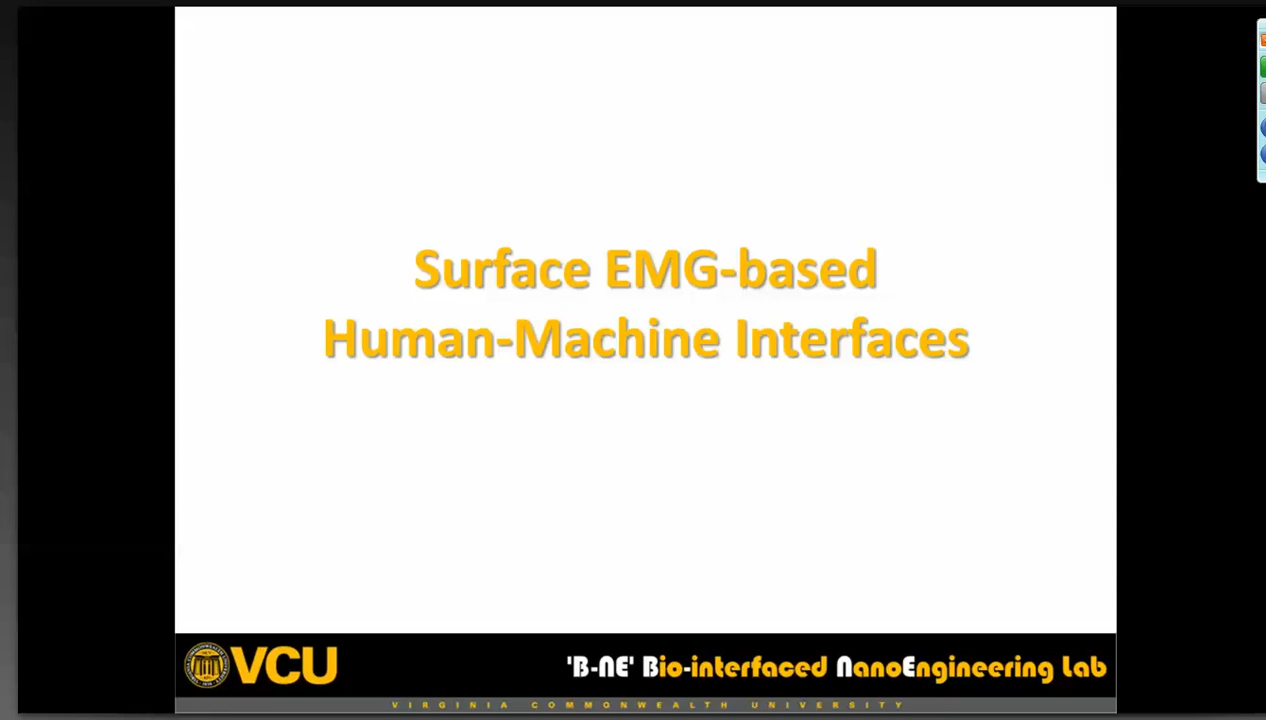 Surface EMG-based
Human-Machine Interfaces
VCU
'B-NE' Bio-interfaced NanoEngineering Lab
VIRGINIA COMMONWEALTH UNIVERSITY